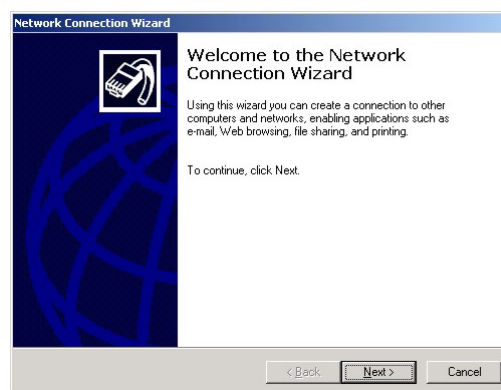 Network Connection Wizard
Welcome to the Network
Connection Wizard
Using this wizard you can create a connection to other
computers and networks, enabling applications such as
e-mail, Web browsing, file sharing, and printing.
To continue, click Next.
< Back
Next >
Cancel